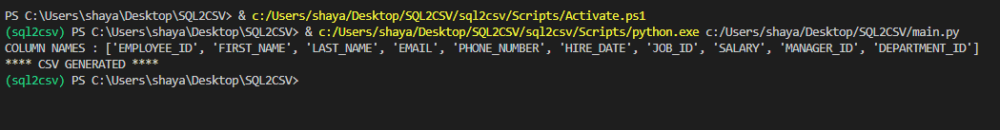 PS C:\Users\shaya\Desktop\SQL2CSV> & c:/Users/shaya/Desktop/SQL2CSV/sql2csv/Scripts/Activate.ps1
(sql2csv) PS C:\Users\shaya\Desktop\SQL2CSV> & c:/Users/shaya/Desktop/SQL2CSV/sql2csv/Scripts/python.exe c:/Users/shaya/Desktop/SQL2CSV/main.py
COLUMN NAMES : ['EMPLOYEE_ID', 'FIRST_NAME', 'LAST_NAME', 'EMAIL', 'PHONE_NUMBER', 'HIRE_DATE', 'JOB_ID', 'SALARY', 'MANAGER_ID', 'DEPARTMENT_ID']
**** CSV GENERATED ****
(sql2csv) PS C:\Users\shaya\Desktop\SQL2CSV>